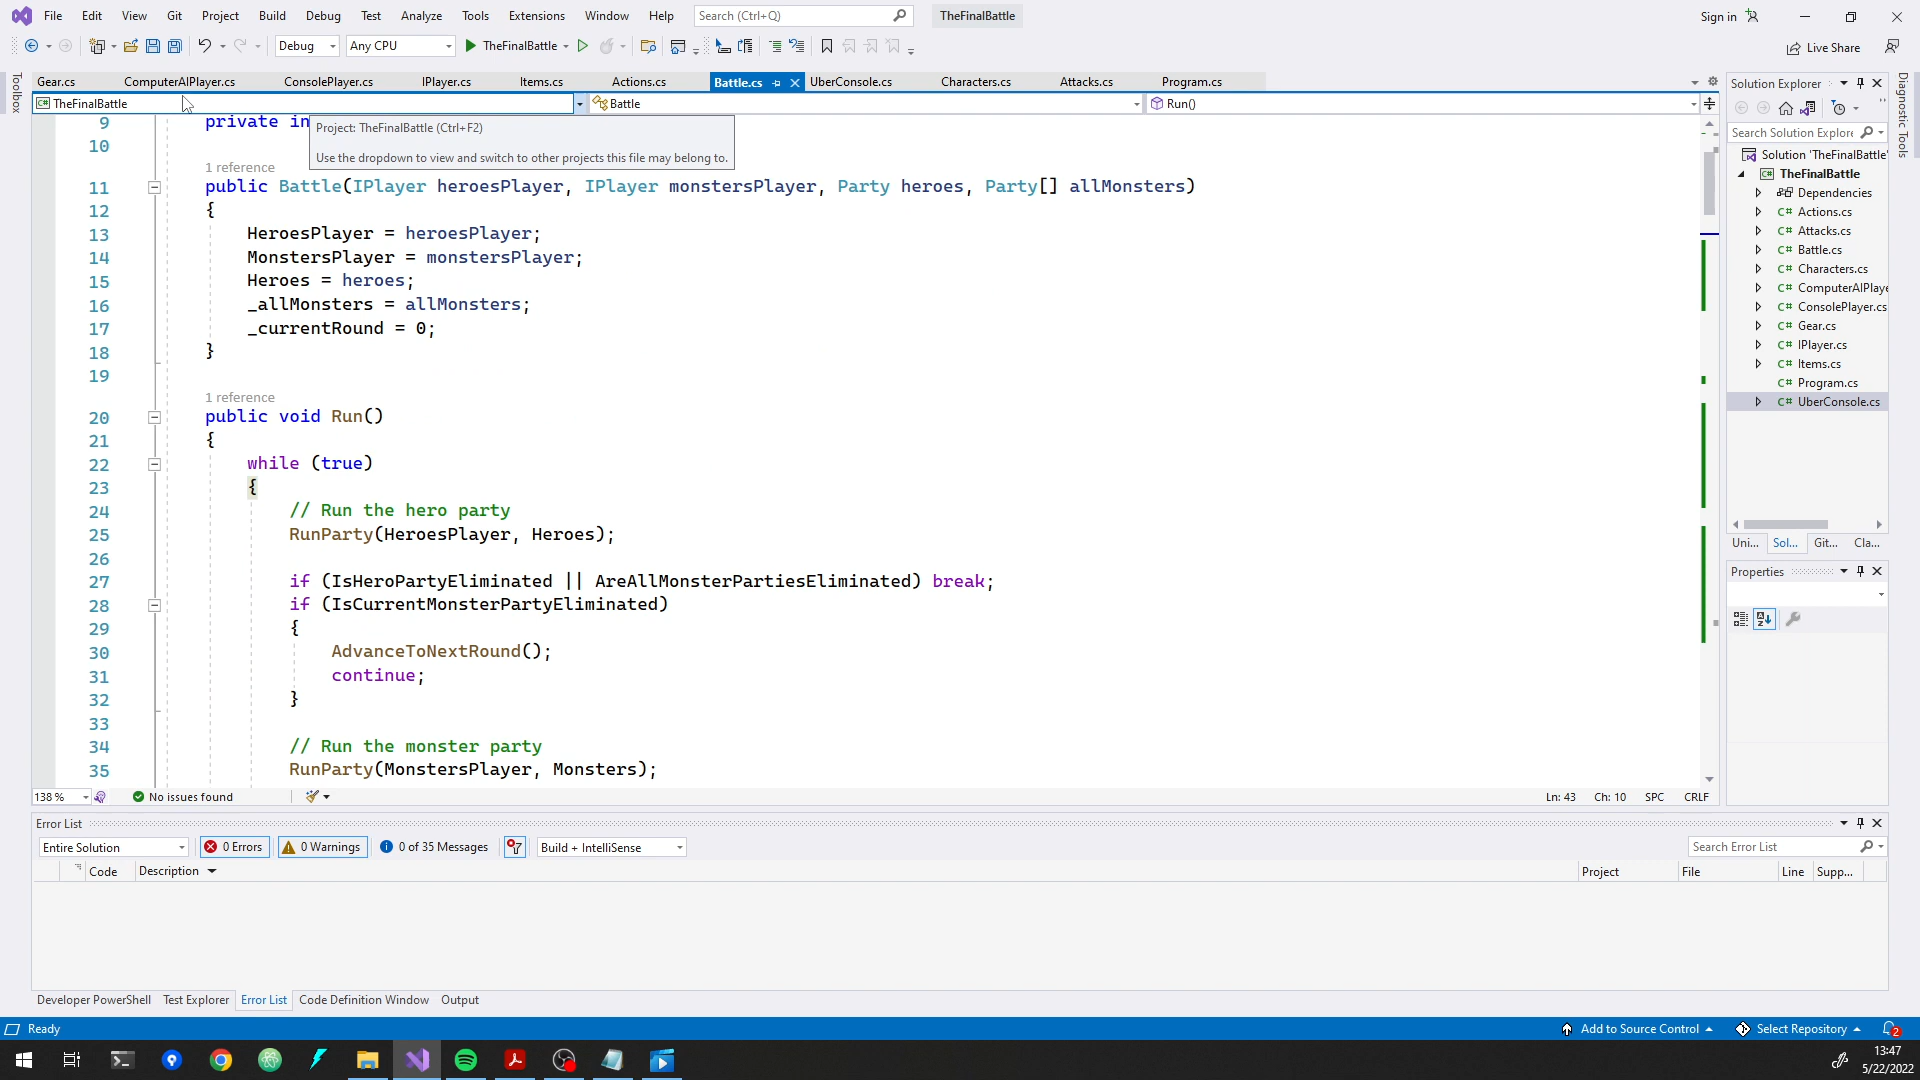 File Edit View Git Project Build Debug Test Analyze Tools Extensions Window Help Search (Ctrl+Q) TheFinalBattle Sign in
Debug Any CPU TheFinalBattle Live Share
Toolbox
Gear.cs ComputerAIPlayer.cs ConsolePlayer.cs IPlayer.cs Items.cs Actions.cs Battle.cs UberConsole.cs Characters.cs Attacks.cs Program.cs
C# TheFinalBattle Battle Run()
Project: TheFinalBattle (Ctrl+F2)
Use the dropdown to view and switch to other projects this file may belong to.
9 private in
10
1 reference
11 public Battle(IPlayer heroesPlayer, IPlayer monstersPlayer, Party heroes, Party[] allMonsters)
12 {
13 HeroesPlayer = heroesPlayer;
14 MonstersPlayer = monstersPlayer;
15 Heroes = heroes;
16 _allMonsters = allMonsters;
17 _currentRound = 0;
18 }
19
1 reference
20 public void Run()
21 {
22 while (true)
23 {
24 // Run the hero party
25 RunParty(HeroesPlayer, Heroes);
26
27 if (IsHeroPartyEliminated || AreAllMonsterPartiesEliminated) break;
28 if (IsCurrentMonsterPartyEliminated)
29 {
30 AdvanceToNextRound();
31 continue;
32 }
33
34 // Run the monster party
35 RunParty(MonstersPlayer, Monsters);
138 % No issues found Ln: 43 Ch: 10 SPC CRLF
Solution Explorer
Search Solution Explore
Solution 'TheFinalBattle'
C# TheFinalBattle
Dependencies
C# Actions.cs
C# Attacks.cs
C# Battle.cs
C# Characters.cs
C# ComputerAIPlaye
C# ConsolePlayer.cs
C# Gear.cs
C# IPlayer.cs
C# Items.cs
C# Program.cs
C# UberConsole.cs
Uni... Sol... Git... Cla...
Properties
Diagnostic Tools
Error List
Entire Solution 0 Errors 0 Warnings 0 of 35 Messages Build + IntelliSense Search Error List
Code Description Project File Line Supp...
Developer PowerShell Test Explorer Error List Code Definition Window Output
Ready Add to Source Control Select Repository 2
13:47
5/22/2022